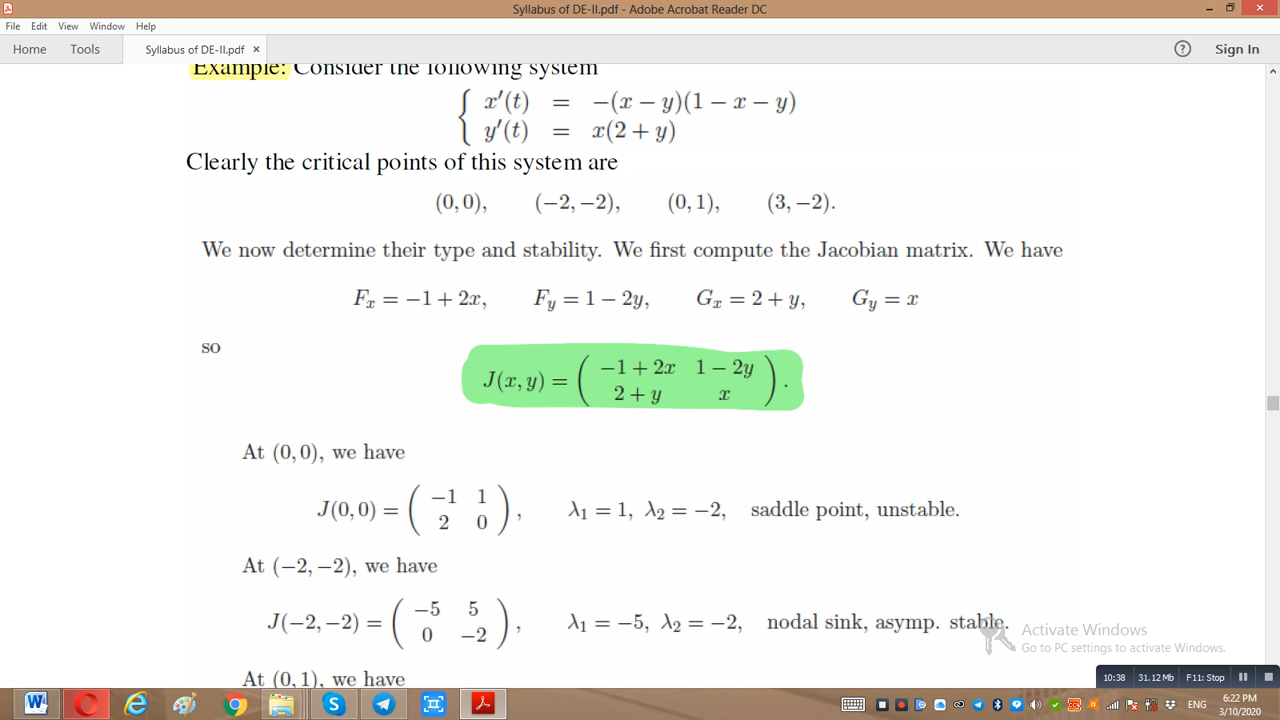 Syllabus of DE-II.pdf - Adobe Acrobat Reader DC
File Edit View Window Help
Home Tools Syllabus of DE-II.pdf × ? Sign In
Example: Consider the following system
x′(t) = −(x − y)(1 − x − y)
y′(t) = x(2 + y)
Clearly the critical points of this system are
(0, 0), (−2, −2), (0, 1), (3, −2).
We now determine their type and stability. We first compute the Jacobian matrix. We have
Fₓ = −1 + 2x, F_y = 1 − 2y, Gₓ = 2 + y, G_y = x
so
J(x, y) = ( −1 + 2x 1 − 2y
2 + y x ) .
At (0, 0), we have
J(0, 0) = ( −1 1
2 0 ) , λ₁ = 1, λ₂ = −2, saddle point, unstable.
At (−2, −2), we have
J(−2, −2) = ( −5 5
0 −2 ) , λ₁ = −5, λ₂ = −2, nodal sink, asymp. stable.
Activate Windows
Go to PC settings to activate Windows.
At (0, 1), we have
10:38 31.12 Mb F11: Stop
ENG
6:22 PM
3/10/2020